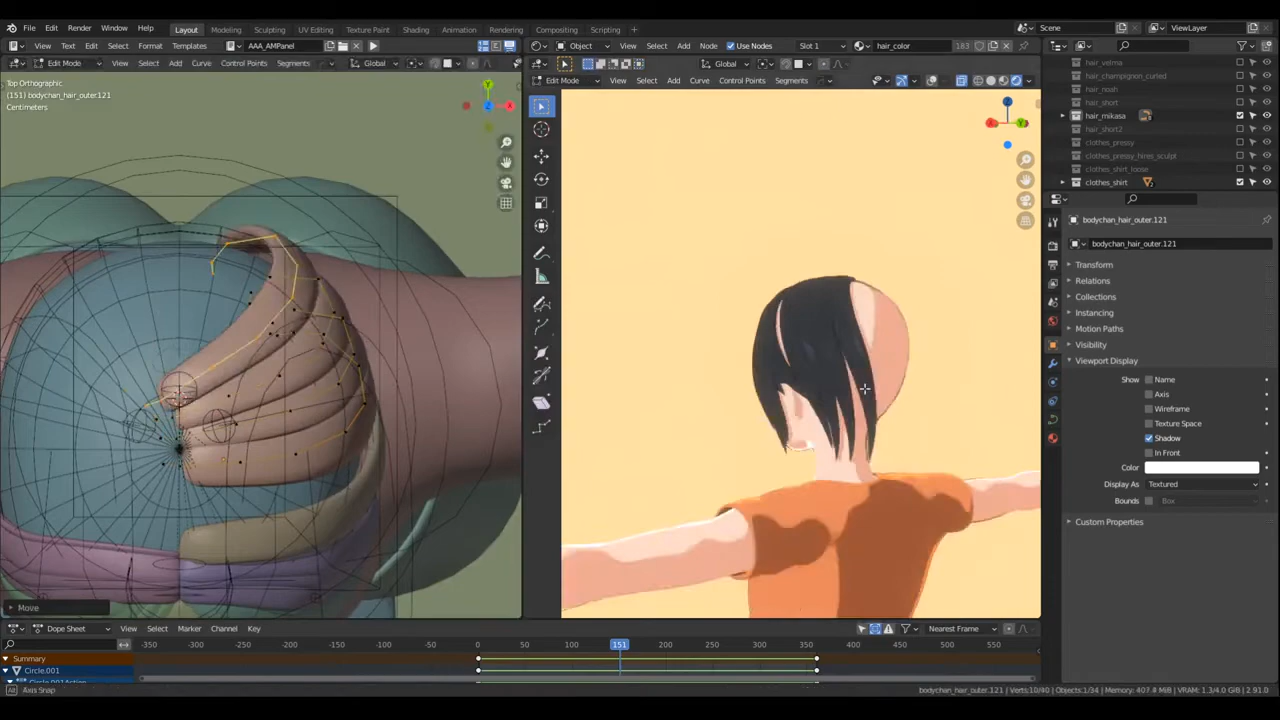 File Edit Render Window Help Layout Modeling Sculpting UV Editing Texture Paint Shading Animation Rendering Compositing Scripting + Scene ViewLayer
View Text Edit Select Format Templates AAA_AMPanel Object View Select Add Node Use Nodes Slot 1 hair_color 183
Edit Mode View Select Add Curve Control Points Segments Global Global
Edit Mode View Select Add Curve Control Points Segments
Top Orthographic
(151) bodychan_hair_outer.121
Centimeters
Y
X
Z
hair_velma
hair_champignon_curled
hair_nosh
hair_short
hair_mikasa
hair_short2
clothes_pressy
clothes_pressy_hires_sculpt
clothes_shirt_loose
clothes_shirt
bodychan_hair_outer.121
bodychan_hair_outer.121
Transform
Relations
Collections
Instancing
Motion Paths
Visibility
Viewport Display
Show Name
Axis
Wireframe
Texture Space
Shadow
In Front
Color
Display As Textured
Bounds Box
Custom Properties
Move
Dope Sheet View Select Marker Channel Key Nearest Frame
-350 -300 -250 -200 -150 -100 -50 0 50 100 151 200 250 300 350 400 450 500 550
Summary
Circle.001
Circle.001Action
Axis Snap
bodychan_hair_outer.121 | Verts:10/40 | Objects:1/34 | Memory: 407.4 MiB | VRAM: 1.3/4.0 GiB | 2.91.0